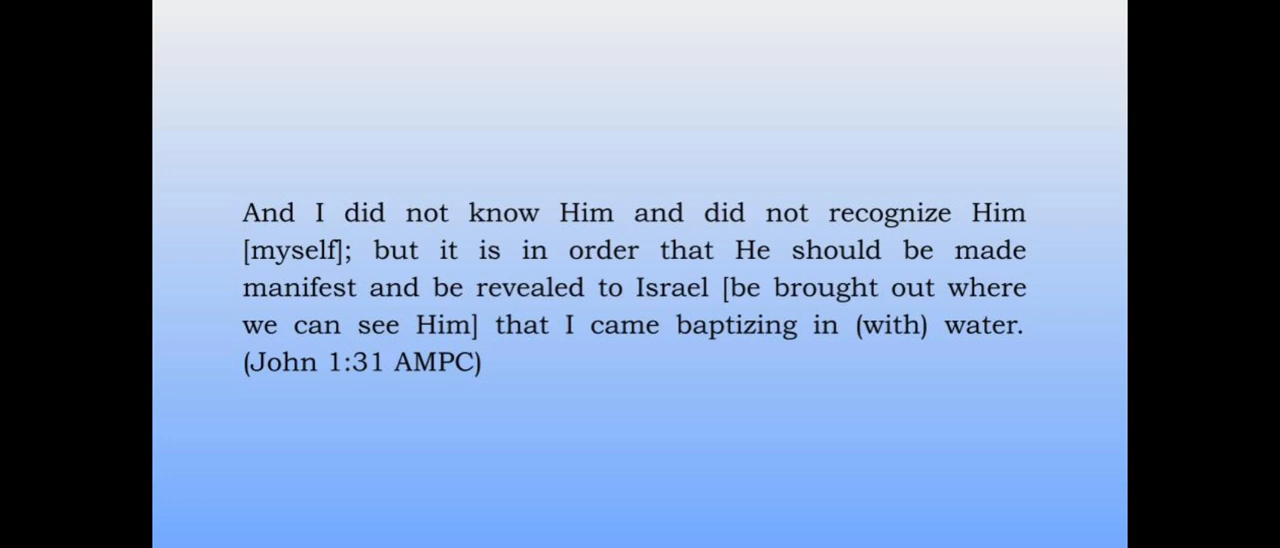 And I did not know Him and did not recognize Him
[myself]; but it is in order that He should be made
manifest and be revealed to Israel [be brought out where
we can see Him] that I came baptizing in (with) water.
(John 1:31 AMPC)